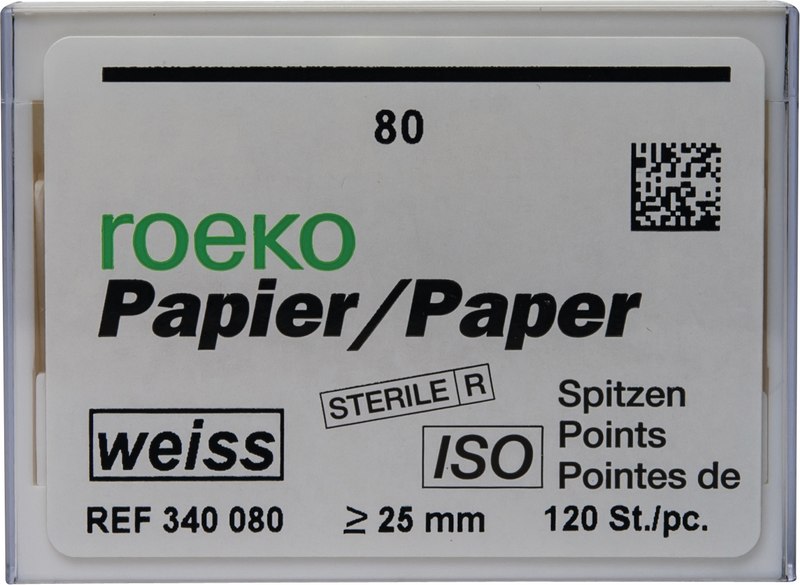 80
roeko
Papier/Paper
STERILE R
Spitzen
weiss
ISO
Points
Pointes de
REF 340 080
≥ 25 mm
120 St./pc.